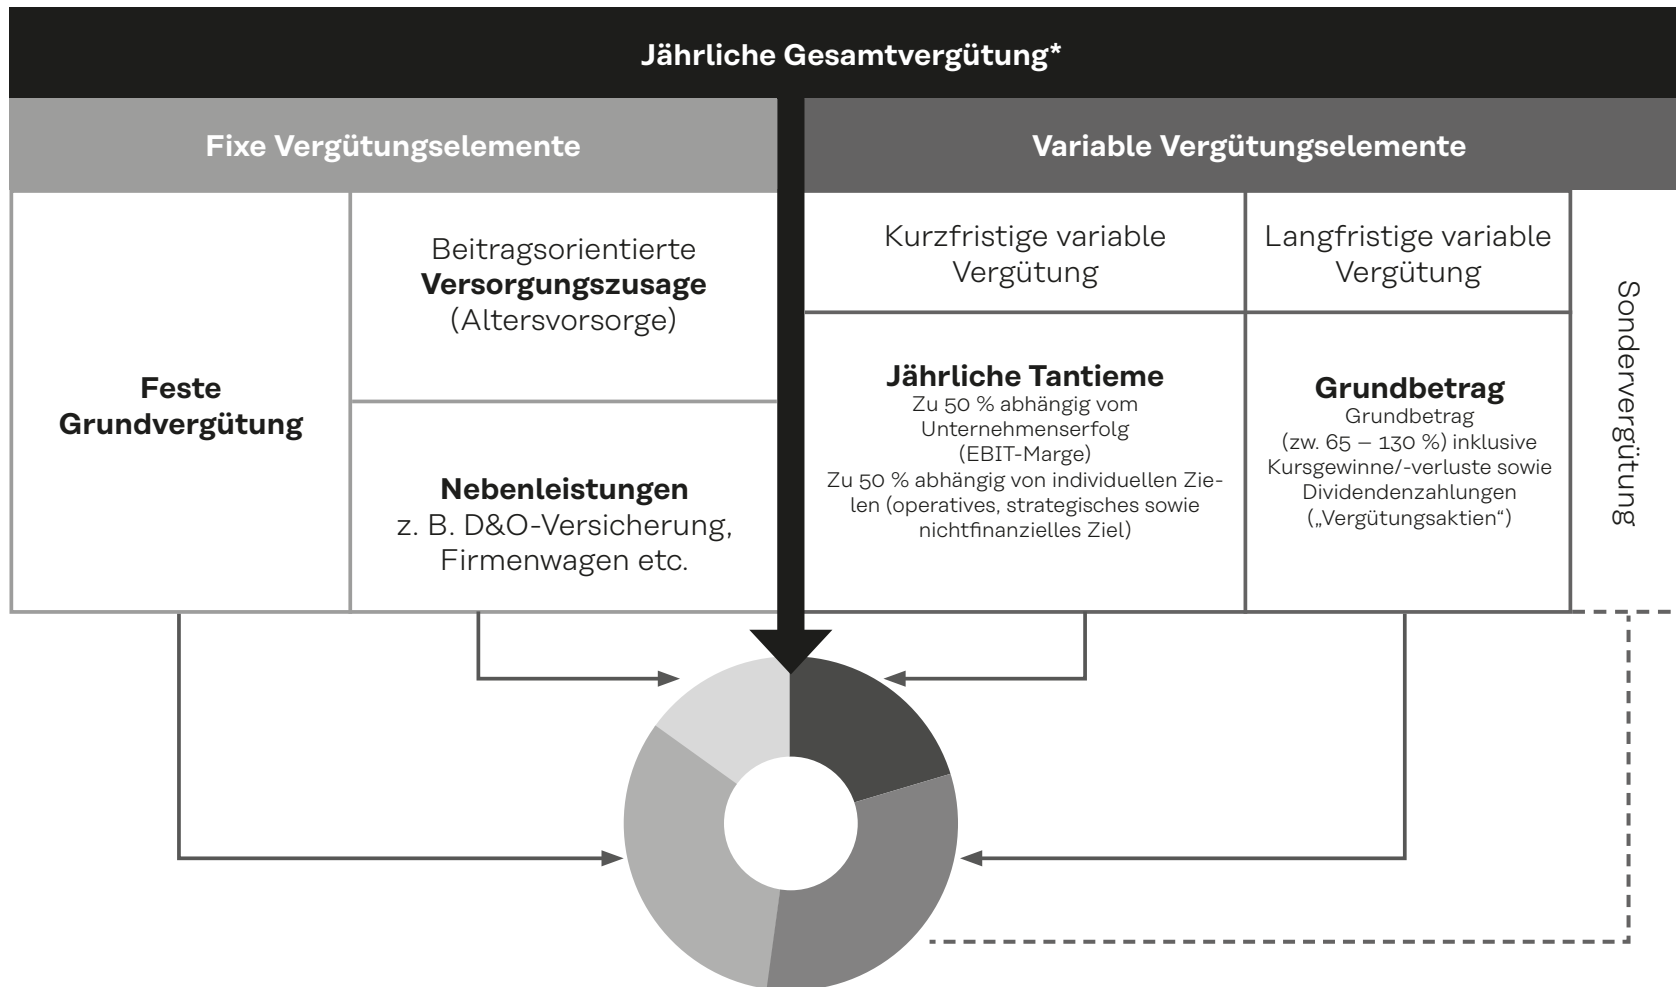 Jährliche Gesamtvergütung*
Fixe Vergütungselemente
Variable Vergütungselemente
Feste
Grundvergütung
Beitragsorientierte
Versorgungszusage
(Altersvorsorge)
Nebenleistungen
z. B. D&O-Versicherung,
Firmenwagen etc.
Kurzfristige variable
Vergütung
Jährliche Tantieme
Zu 50 % abhängig vom
Unternehmenserfolg
(EBIT-Marge)
Zu 50 % abhängig von individuellen Zie-
len (operatives, strategisches sowie
nichtfinanzielles Ziel)
Langfristige variable
Vergütung
Grundbetrag
Grundbetrag
(zw. 65 – 130 %) inklusive
Kursgewinne/-verluste sowie
Dividendenzahlungen
(„Vergütungsaktien“)
Sondervergütung